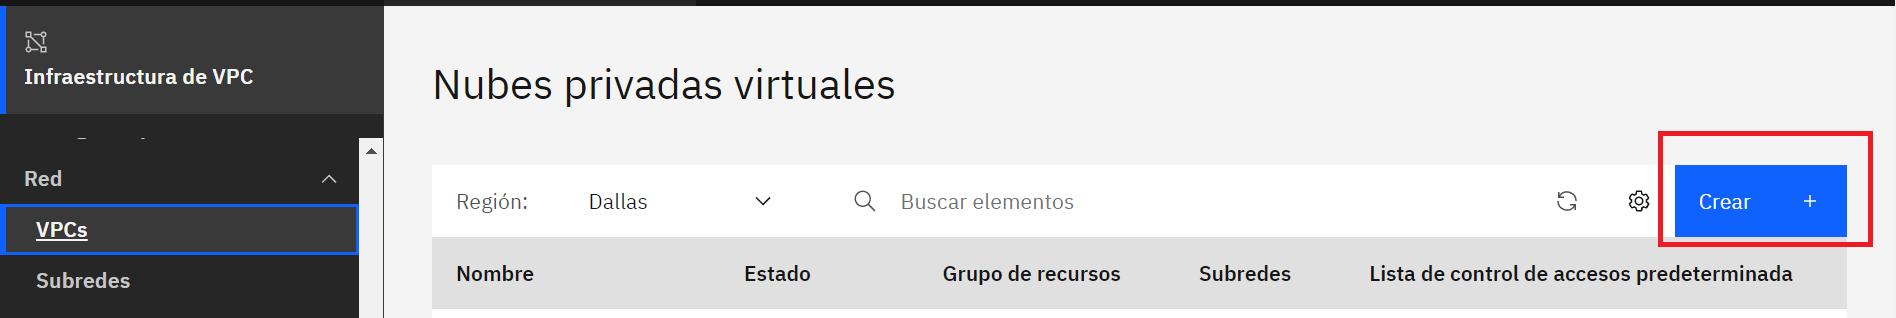 Infraestructura de VPC
Red
VPCs
Subredes
Nubes privadas virtuales
Región: Dallas Buscar elementos Crear +
Nombre Estado Grupo de recursos Subredes Lista de control de accesos predeterminada